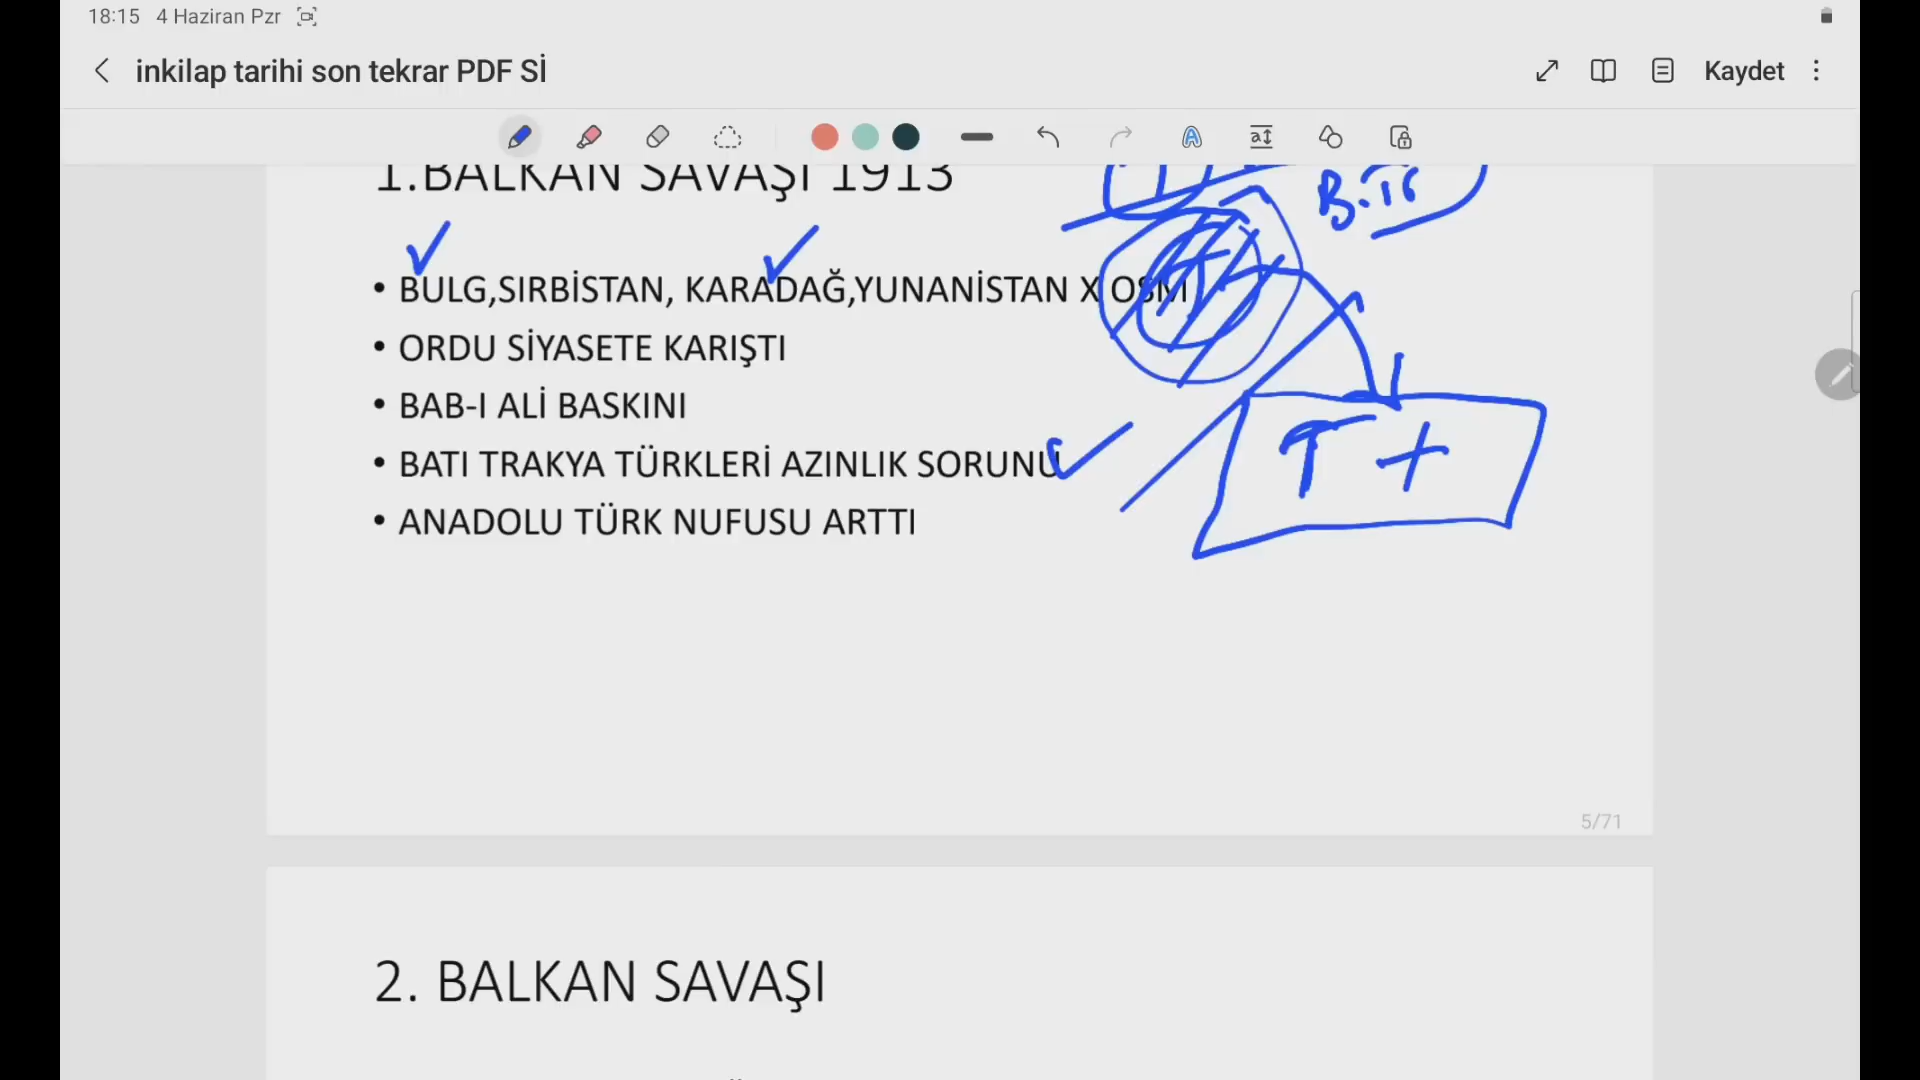 18:15 4 Haziran Pzr
inkilap tarihi son tekrar PDF Sİ
Kaydet
1.BALKAN SAVAŞI 1913
• BULG,SIRBİSTAN, KARADAĞ,YUNANİSTAN X OSM
• ORDU SİYASETE KARIŞTI
• BAB-I ALİ BASKINI
• BATI TRAKYA TÜRKLERİ AZINLIK SORUNU
• ANADOLU TÜRK NUFUSU ARTTI
T +
5/71
2. BALKAN SAVAŞI